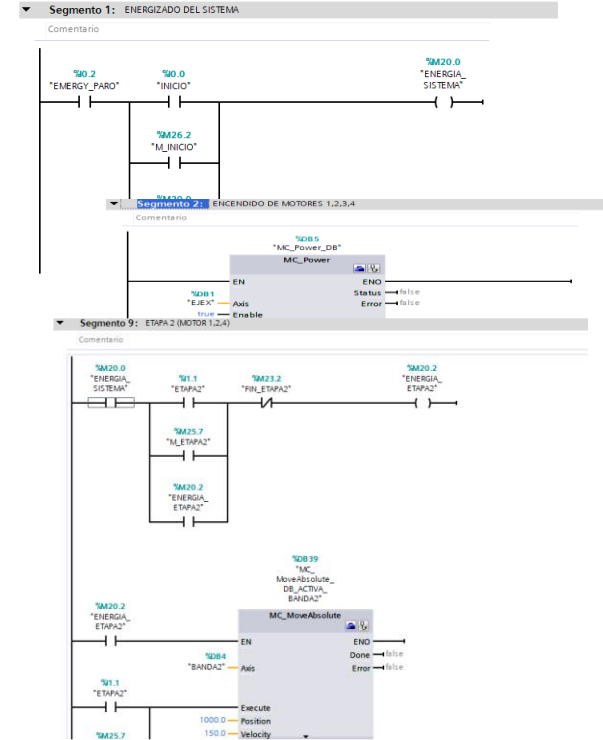 Segmento 1: ENERGIZADO DEL SISTEMA
Comentario
%I0.2
"EMERGY_PARO"
%I0.0
"INICIO"
%M20.0
"ENERGIA_
SISTEMA"
%M26.2
"M_INICIO"
%M20.0
Segmento 2: ENCENDIDO DE MOTORES 1,2,3,4
Comentario
%DB5
"MC_Power_DB"
MC_Power
EN
ENO
Status
false
%DB1
"EJEX"
Axis
Error
false
true
Enable
Segmento 9: ETAPA 2 (MOTOR 1,2,4)
Comentario
%M20.0
"ENERGIA_
SISTEMA"
%I1.1
"ETAPA2"
%M23.2
"FIN_ETAPA2"
%M20.2
"ENERGIA_
ETAPA2"
%M25.7
"M_ETAPA2"
%M20.2
"ENERGIA_
ETAPA2"
%DB39
"MC_
MoveAbsolute_
DB_ACTIVA_
BANDA2"
%M20.2
"ENERGIA_
ETAPA2"
MC_MoveAbsolute
EN
ENO
%DB4
"BANDA2"
Axis
Done
false
Error
false
%I1.1
"ETAPA2"
Execute
1000.0
Position
%M25.7
150.0
Velocity